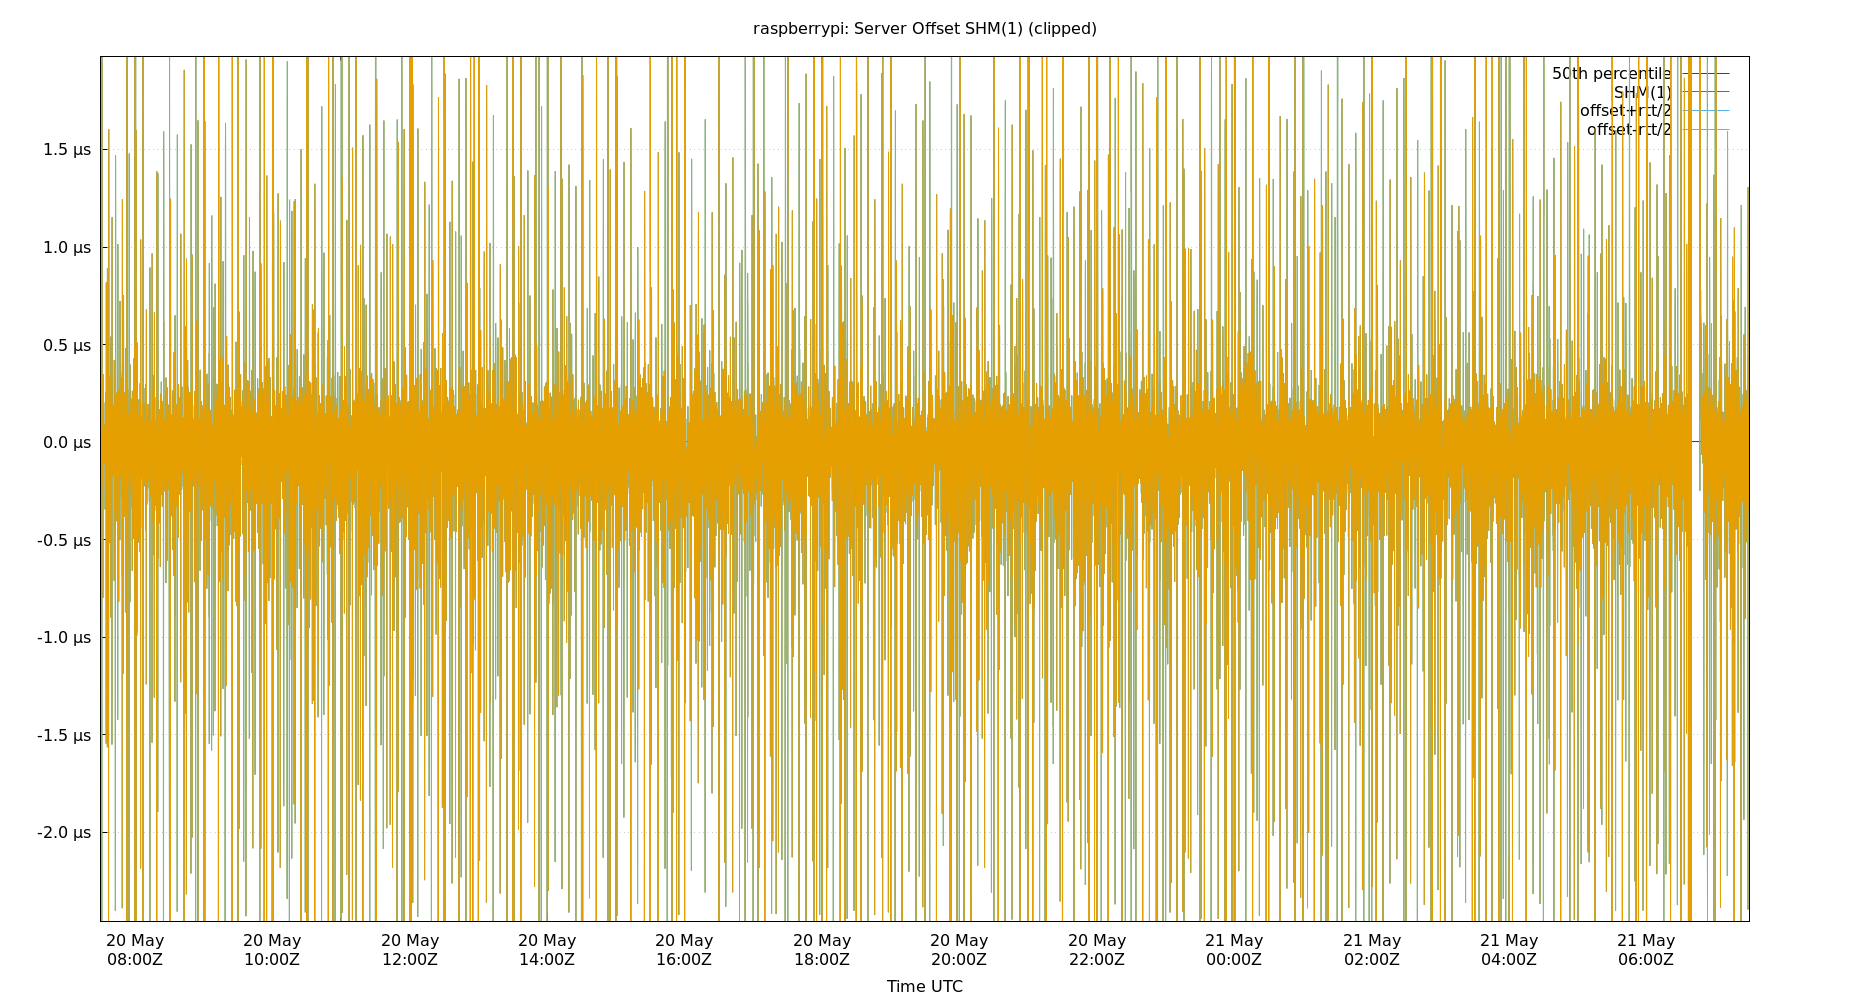 raspberrypi: Server Offset SHM(1) (clipped)
50th percentile
SHM(1)
offset+rtt/2
offset-rtt/2
1.5 µs
1.0 µs
0.5 µs
0.0 µs
-0.5 µs
-1.0 µs
-1.5 µs
-2.0 µs
20 May 20 May 20 May 20 May 20 May 20 May 20 May 20 May 21 May 21 May 21 May 21 May
08:00Z 10:00Z 12:00Z 14:00Z 16:00Z 18:00Z 20:00Z 22:00Z 00:00Z 02:00Z 04:00Z 06:00Z
Time UTC